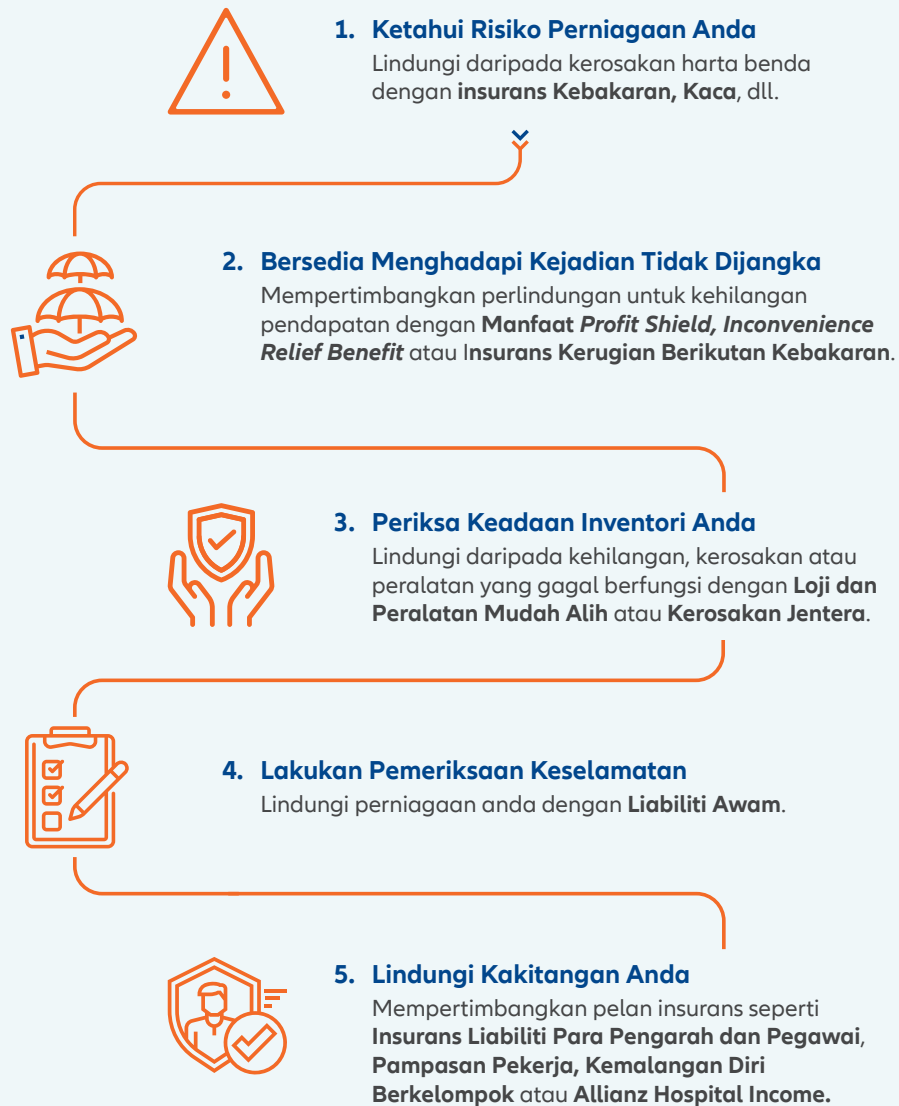 1. Ketahui Risiko Perniagaan Anda
Lindungi daripada kerosakan harta benda
dengan insurans Kebakaran, Kaca, dll.
2. Bersedia Menghadapi Kejadian Tidak Dijangka
Mempertimbangkan perlindungan untuk kehilangan
pendapatan dengan Manfaat Profit Shield, Inconvenience
Relief Benefit atau Insurans Kerugian Berikutan Kebakaran.
3. Periksa Keadaan Inventori Anda
Lindungi daripada kehilangan, kerosakan atau
peralatan yang gagal berfungsi dengan Loji dan
Peralatan Mudah Alih atau Kerosakan Jentera.
4. Lakukan Pemeriksaan Keselamatan
Lindungi perniagaan anda dengan Liabiliti Awam.
5. Lindungi Kakitangan Anda
Mempertimbangkan pelan insurans seperti
Insurans Liabiliti Para Pengarah dan Pegawai,
Pampasan Pekerja, Kemalangan Diri
Berkelompok atau Allianz Hospital Income.